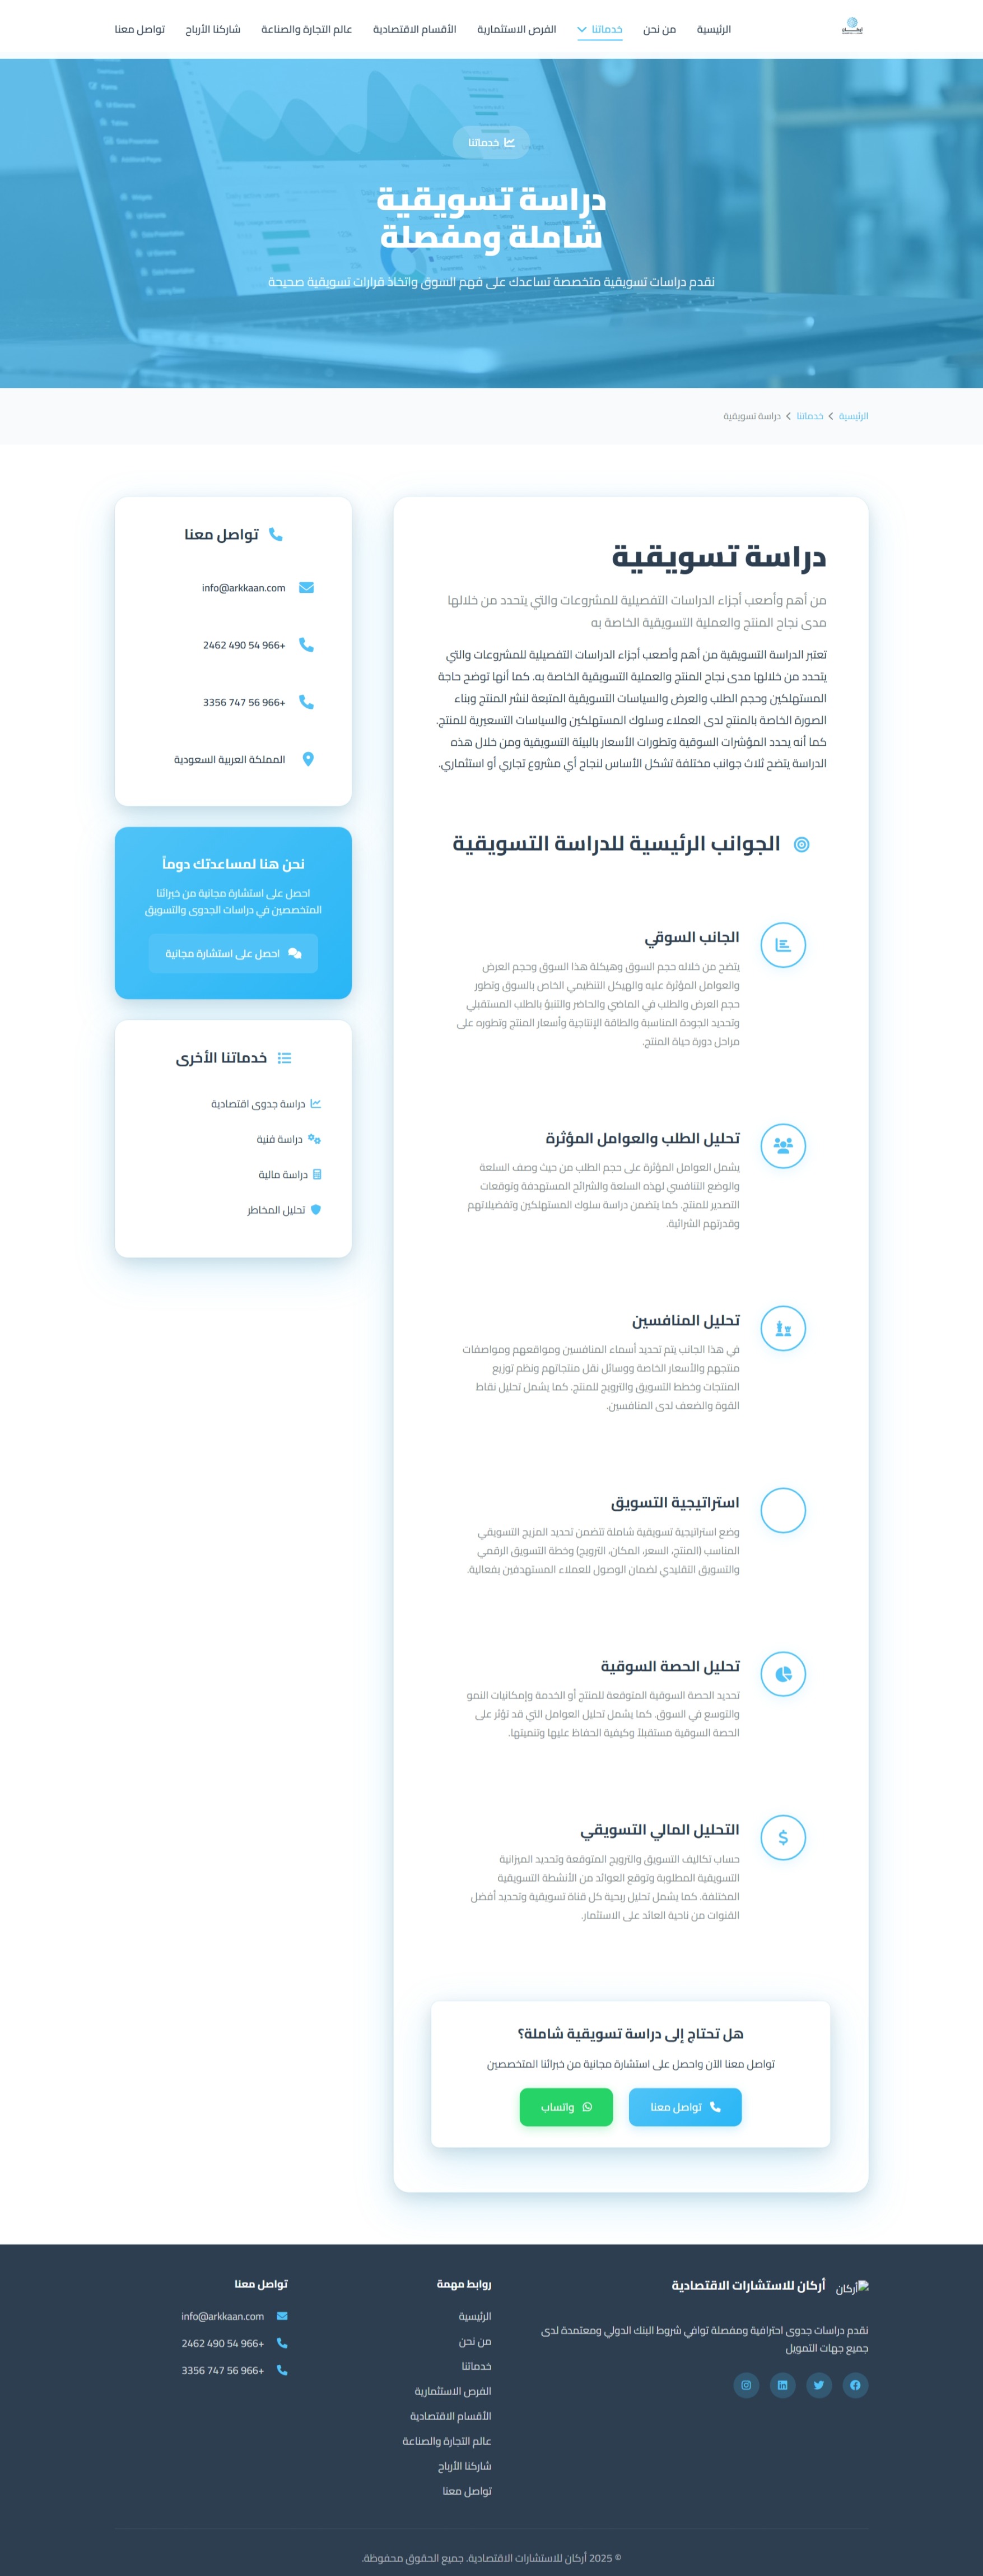 الرئيسية
من نحن
خدماتنا
الفرص الاستثمارية
الأقسام الاقتصادية
عالم التجارة والصناعة
شاركنا الأرباح
تواصل معنا
خدماتنا
دراسة تسويقية
شاملة ومفصلة
نقدم دراسات تسويقية متخصصة تساعدك على فهم السوق واتخاذ قرارات تسويقية صحيحة
الرئيسية
خدماتنا
دراسة تسويقية
دراسة تسويقية
من أهم وأصعب أجزاء الدراسات التفصيلية للمشروعات والتي يتحدد من خلالها
مدى نجاح المنتج والعملية التسويقية الخاصة به
تعتبر الدراسة التسويقية من أهم وأصعب أجزاء الدراسات التفصيلية للمشروعات والتي
يتحدد من خلالها مدى نجاح المنتج والعملية التسويقية الخاصة به. كما أنها توضح حاجة
المستهلكين وحجم الطلب والعرض والسياسات التسويقية المتبعة لنشر المنتج وبناء
الصورة الخاصة بالمنتج لدى العملاء وسلوك المستهلكين والسياسات التسعيرية للمنتج.
كما أنه يحدد المؤشرات السوقية وتطورات الأسعار بالبيئة التسويقية ومن خلال هذه
الدراسة يتضح ثلاث جوانب مختلفة تشكل الأساس لنجاح أي مشروع تجاري أو استثماري.
الجوانب الرئيسية للدراسة التسويقية
الجانب السوقي
يتضح من خلاله حجم السوق وهيكلة هذا السوق وحجم العرض
والعوامل المؤثرة عليه والهيكل التنظيمي الخاص بالسوق وتطور
حجم العرض والطلب في الماضي والحاضر والتنبؤ بالطلب المستقبلي
وتحديد الجودة المناسبة والطاقة الإنتاجية وأسعار المنتج وتطوره على
مراحل دورة حياة المنتج.
تحليل الطلب والعوامل المؤثرة
يشمل العوامل المؤثرة على حجم الطلب من حيث وصف السلعة
والوضع التنافسي لهذه السلعة والشرائح المستهدفة وتوقعات
التصدير للمنتج. كما يتضمن دراسة سلوك المستهلكين وتفضيلاتهم
وقدرتهم الشرائية.
تحليل المنافسين
في هذا الجانب يتم تحديد أسماء المنافسين ومواقعهم ومواصفات
منتجهم والأسعار الخاصة ووسائل نقل منتجاتهم ونظم توزيع
المنتجات وخطط التسويق والترويج للمنتج. كما يشمل تحليل نقاط
القوة والضعف لدى المنافسين.
استراتيجية التسويق
وضع استراتيجية تسويقية شاملة تتضمن تحديد المزيج التسويقي
المناسب (المنتج، السعر، المكان، الترويج) وخطة التسويق الرقمي
والتسويق التقليدي لضمان الوصول للعملاء المستهدفين بفعالية.
تحليل الحصة السوقية
تحديد الحصة السوقية المتوقعة للمنتج أو الخدمة وإمكانيات النمو
والتوسع في السوق. كما يشمل تحليل العوامل التي قد تؤثر على
الحصة السوقية مستقبلاً وكيفية الحفاظ عليها وتنميتها.
التحليل المالي التسويقي
حساب تكاليف التسويق والترويج المتوقعة وتحديد الميزانية
التسويقية المطلوبة وتوقع العوائد من الأنشطة التسويقية
المختلفة. كما يشمل تحليل ربحية كل قناة تسويقية وتحديد أفضل
القنوات من ناحية العائد على الاستثمار.
هل تحتاج إلى دراسة تسويقية شاملة؟
تواصل معنا الآن واحصل على استشارة مجانية من خبرائنا المتخصصين
تواصل معنا
واتساب
تواصل معنا
info@arkkaan.com
+966 54 490 2462
+966 56 747 3356
المملكة العربية السعودية
نحن هنا لمساعدتك دوماً
احصل على استشارة مجانية من خبرائنا
المتخصصين في دراسات الجدوى والتسويق
احصل على استشارة مجانية
خدماتنا الأخرى
دراسة جدوى اقتصادية
دراسة فنية
دراسة مالية
تحليل المخاطر
أركان
أركان للاستشارات الاقتصادية
نقدم دراسات جدوى احترافية ومفصلة توافي شروط البنك الدولي ومعتمدة لدى
جميع جهات التمويل
روابط مهمة
الرئيسية
من نحن
خدماتنا
الفرص الاستثمارية
الأقسام الاقتصادية
عالم التجارة والصناعة
شاركنا الأرباح
تواصل معنا
تواصل معنا
info@arkkaan.com
+966 54 490 2462
+966 56 747 3356
© 2025 أركان للاستشارات الاقتصادية. جميع الحقوق محفوظة.